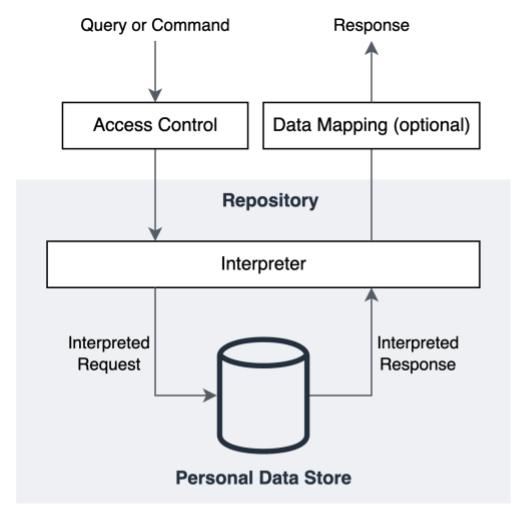 Query or Command
Response
Access Control
Data Mapping (optional)
Repository
Interpreter
Interpreted
Request
Interpreted
Response
Personal Data Store